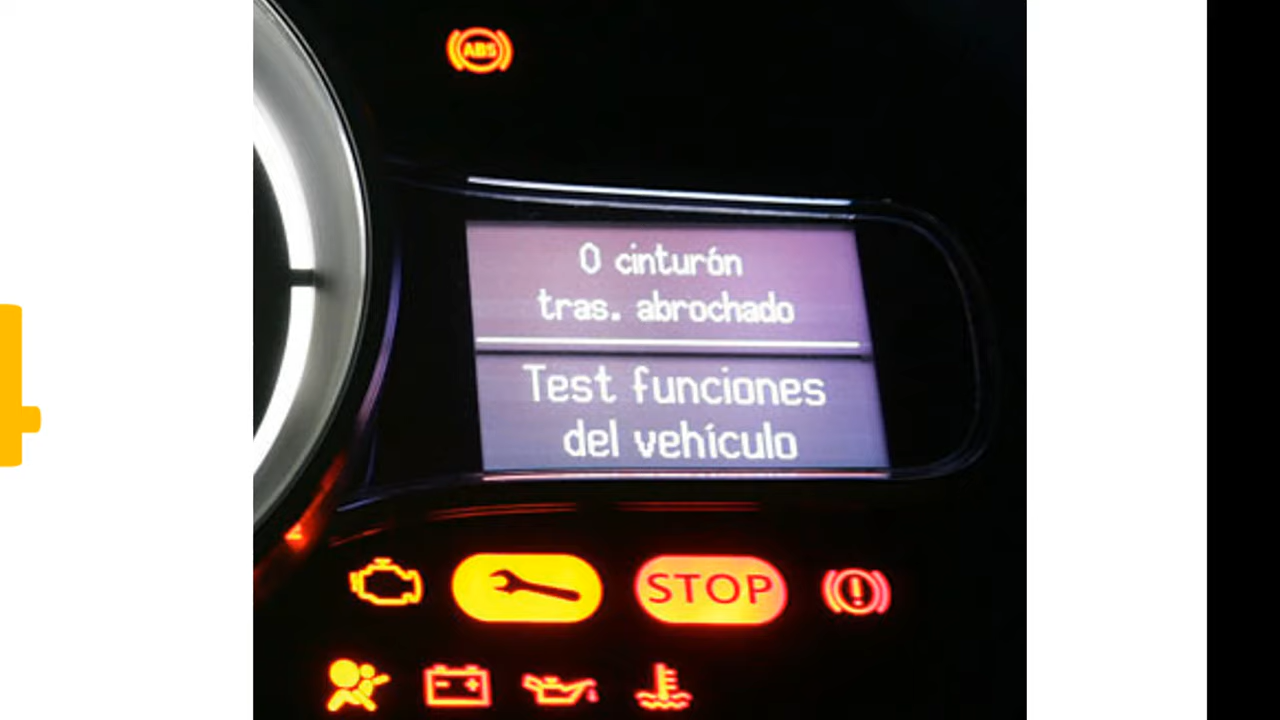 ABS
0 cinturón
tras. abrochado
Test funciones
del vehículo
STOP